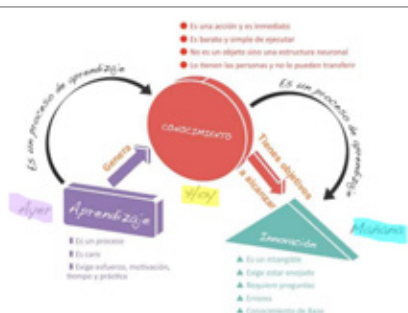 Es una acción y es inmediato
Es barato y simple de ejecutar
No es un objeto sino una estructura neuronal
Lo tienen las personas y no lo pueden transferir
Es un proceso de aprendizaje
Es un proceso de aprendizaje
CONOCIMIENTO
Genera
Tienes objetivos
a alcanzar
Ayer
Hoy
Mañana
Aprendizaje
Innovación
Es un proceso
Es caro
Exige esfuerzo, motivación,
tiempo y práctica
Es un intangible
Exige estar enojado
Requiere preguntas
Errores
Conocimiento de Base